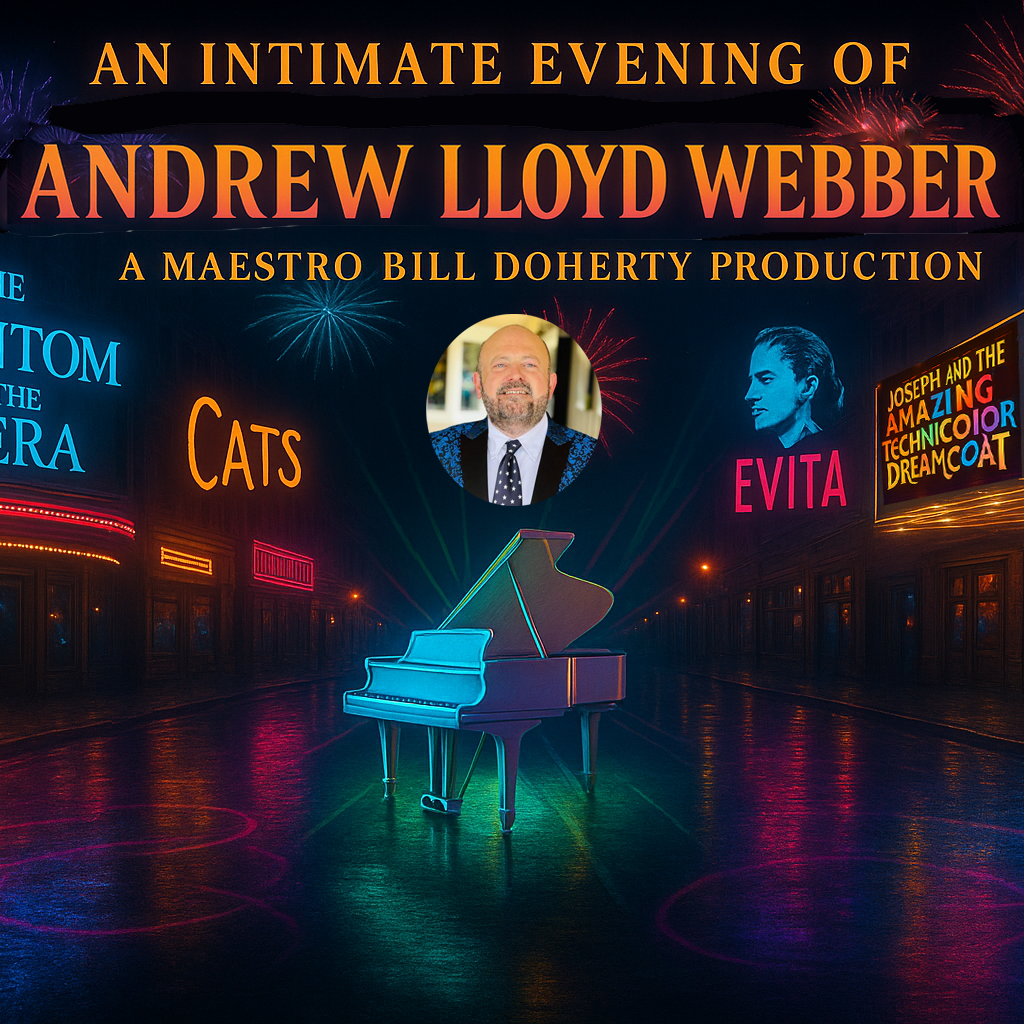 AN INTIMATE EVENING OF
ANDREW LLOYD WEBBER
A MAESTRO BILL DOHERTY PRODUCTION
HE
NTOM
THE
ERA
CATS
EVITA
JOSEPH AND THE
AMAZING
TECHNICOlOR
DREAMCOAT